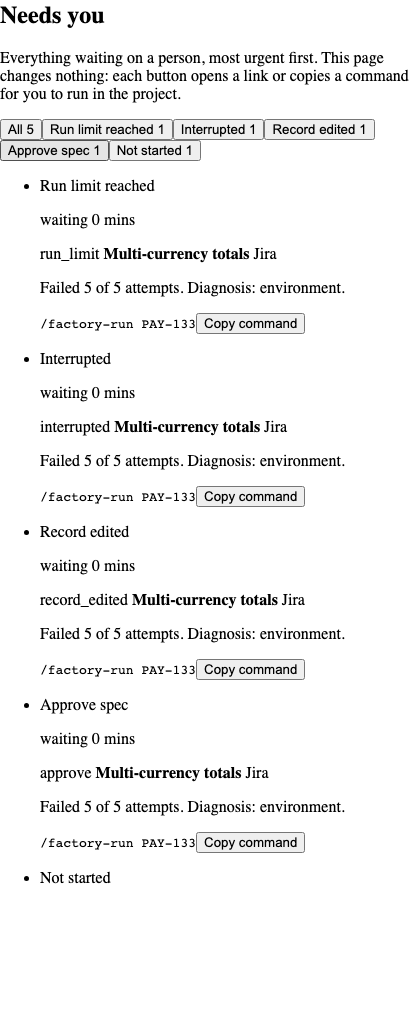 Needs you
Everything waiting on a person, most urgent first. This page
changes nothing: each button opens a link or copies a command
for you to run in the project.
All 5 Run limit reached 1 Interrupted 1 Record edited 1
Approve spec 1 Not started 1
• Run limit reached
waiting 0 mins
run_limit Multi-currency totals Jira
Failed 5 of 5 attempts. Diagnosis: environment.
/factory-run PAY-133 Copy command
• Interrupted
waiting 0 mins
interrupted Multi-currency totals Jira
Failed 5 of 5 attempts. Diagnosis: environment.
/factory-run PAY-133 Copy command
• Record edited
waiting 0 mins
record_edited Multi-currency totals Jira
Failed 5 of 5 attempts. Diagnosis: environment.
/factory-run PAY-133 Copy command
• Approve spec
waiting 0 mins
approve Multi-currency totals Jira
Failed 5 of 5 attempts. Diagnosis: environment.
/factory-run PAY-133 Copy command
• Not started